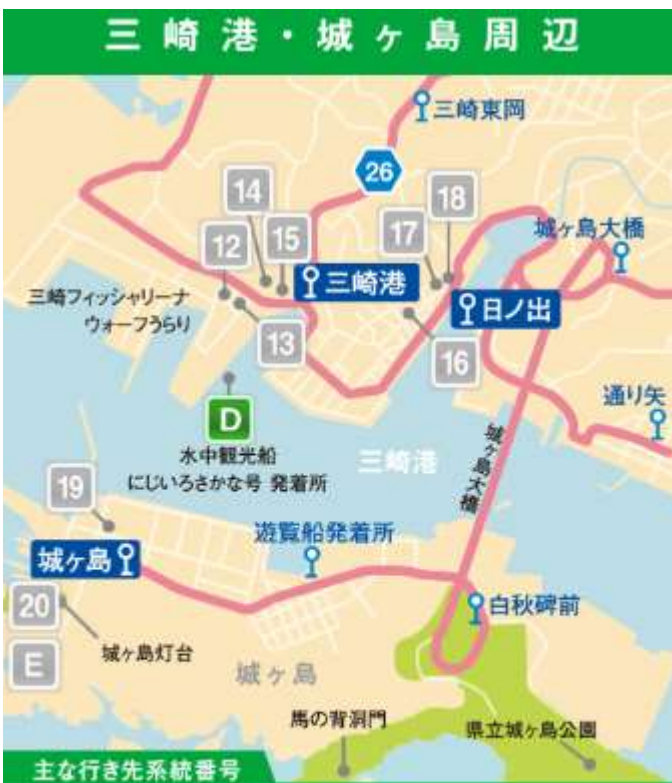 三崎港・城ヶ島周辺
三崎東岡
26
14
18
12
15
17
城ヶ島大橋
三崎港
日ノ出
三崎フィッシャリーナ
ウォーフうらり
13
16
D
通り矢
水中観光船
にじいろさかな号 発着所
三崎港
城ヶ島大橋
19
遊覧船発着所
城ヶ島
20
白秋碑前
城ヶ島灯台
E
城ヶ島
馬の背洞門
県立城ヶ島公園
主な行き先系統番号